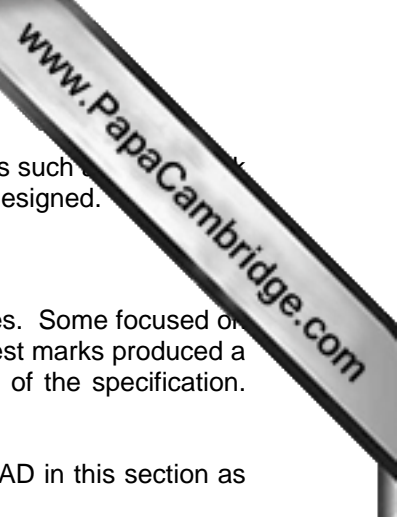 www.PapaCambridge.com
s such
esigned.
es. Some focused on
est marks produced a
of the specification.
AD in this section as